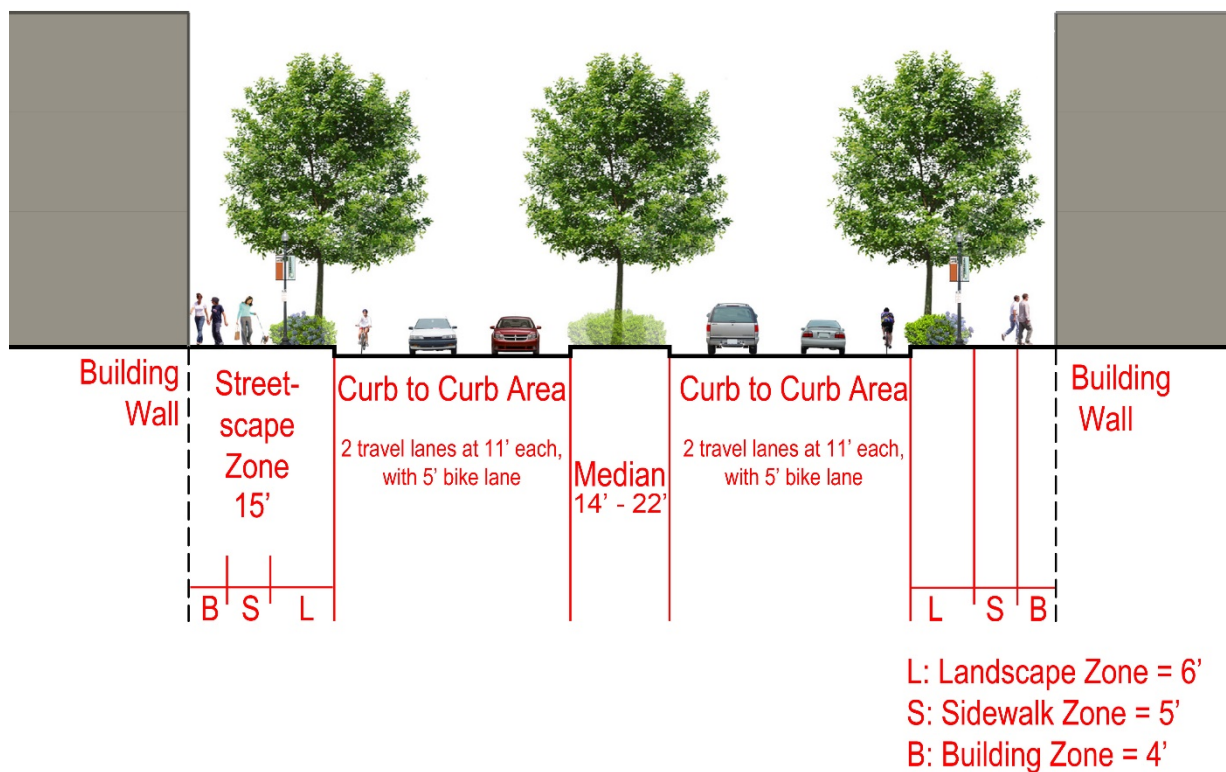 Building
Wall
Street-
scape
Zone
15’
Curb to Curb Area
2 travel lanes at 11’ each,
with 5’ bike lane
Median
14’ - 22’
Curb to Curb Area
2 travel lanes at 11’ each,
with 5’ bike lane
Building
Wall
B S L
L S B
L: Landscape Zone = 6’
S: Sidewalk Zone = 5’
B: Building Zone = 4’